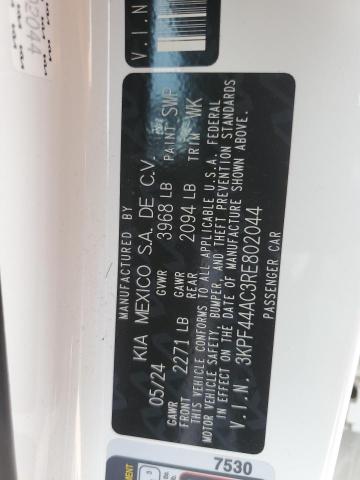 MANUFACTURED BY
KIA MEXICO S.A. DE C.V.
05/24 GVWR 3968 LB PAINT SWP
GAWR FRONT 2271 LB GAWR REAR 2094 LB TRIM WK
THIS VEHICLE CONFORMS TO ALL APPLICABLE U.S.A. FEDERAL
MOTOR VEHICLE SAFETY, BUMPER, AND THEFT PREVENTION STANDARDS
IN EFFECT ON THE DATE OF MANUFACTURE SHOWN ABOVE.
V.I.N. 3KPF44AC3RE802044
PASSENGER CAR
V.I.N
02044
7530